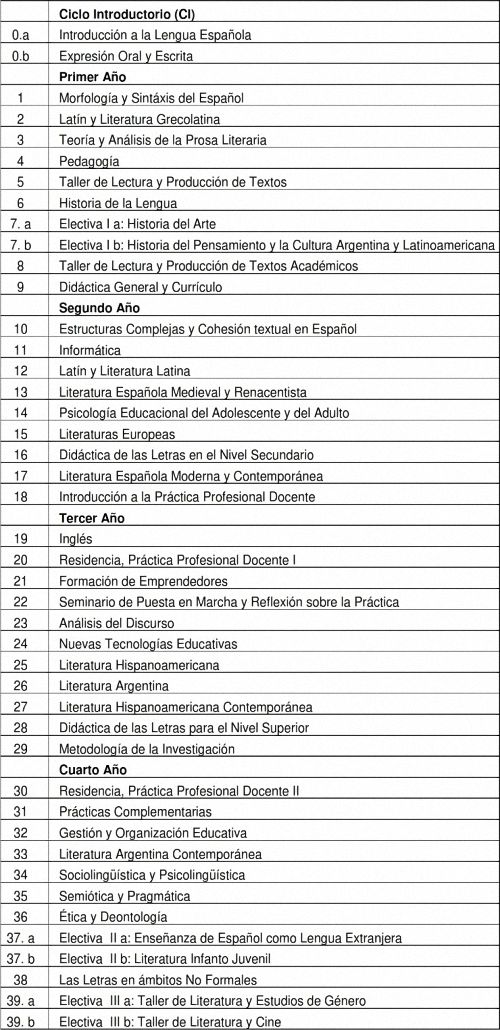 Ciclo Introductorio (CI)
0.a Introducción a la Lengua Española
0.b Expresión Oral y Escrita
Primer Año
1 Morfología y Sintáxis del Español
2 Latín y Literatura Grecolatina
3 Teoría y Análisis de la Prosa Literaria
4 Pedagogía
5 Taller de Lectura y Producción de Textos
6 Historia de la Lengua
7. a Electiva I a: Historia del Arte
7. b Electiva I b: Historia del Pensamiento y la Cultura Argentina y Latinoamericana
8 Taller de Lectura y Producción de Textos Académicos
9 Didáctica General y Currículo
Segundo Año
10 Estructuras Complejas y Cohesión textual en Español
11 Informática
12 Latín y Literatura Latina
13 Literatura Española Medieval y Renacentista
14 Psicología Educacional del Adolescente y del Adulto
15 Literaturas Europeas
16 Didáctica de las Letras en el Nivel Secundario
17 Literatura Española Moderna y Contemporánea
18 Introducción a la Práctica Profesional Docente
Tercer Año
19 Inglés
20 Residencia, Práctica Profesional Docente I
21 Formación de Emprendedores
22 Seminario de Puesta en Marcha y Reflexión sobre la Práctica
23 Análisis del Discurso
24 Nuevas Tecnologías Educativas
25 Literatura Hispanoamericana
26 Literatura Argentina
27 Literatura Hispanoamericana Contemporánea
28 Didáctica de las Letras para el Nivel Superior
29 Metodología de la Investigación
Cuarto Año
30 Residencia, Práctica Profesional Docente II
31 Prácticas Complementarias
32 Gestión y Organización Educativa
33 Literatura Argentina Contemporánea
34 Sociolingüística y Psicolingüística
35 Semiótica y Pragmática
36 Ética y Deontología
37. a Electiva II a: Enseñanza de Español como Lengua Extranjera
37. b Electiva II b: Literatura Infanto Juvenil
38 Las Letras en ámbitos No Formales
39. a Electiva III a: Taller de Literatura y Estudios de Género
39. b Electiva III b: Taller de Literatura y Cine